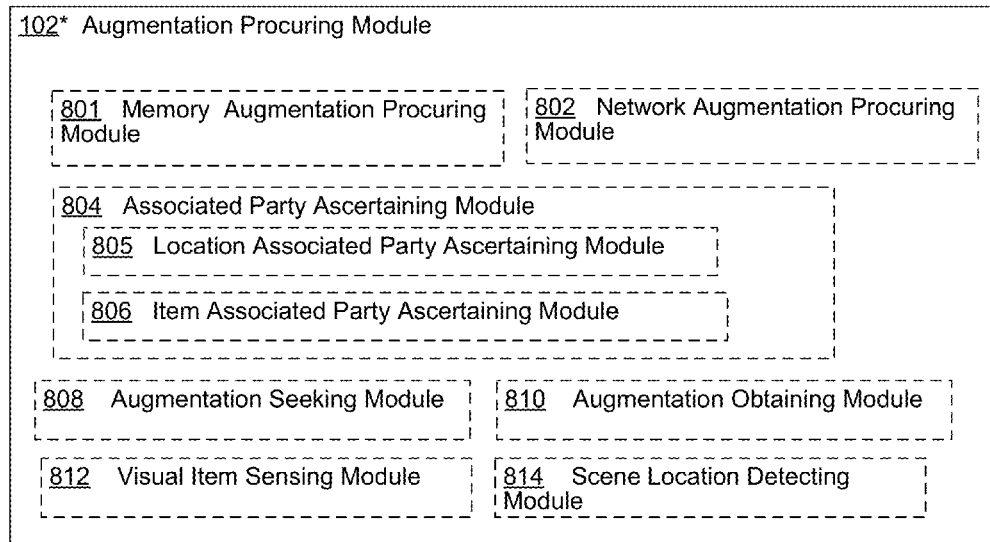 102* Augmentation Procuring Module
801 Memory Augmentation Procuring
Module
802 Network Augmentation Procuring
Module
804 Associated Party Ascertaining Module
805 Location Associated Party Ascertaining Module
806 Item Associated Party Ascertaining Module
808 Augmentation Seeking Module
810 Augmentation Obtaining Module
812 Visual Item Sensing Module
814 Scene Location Detecting
Module